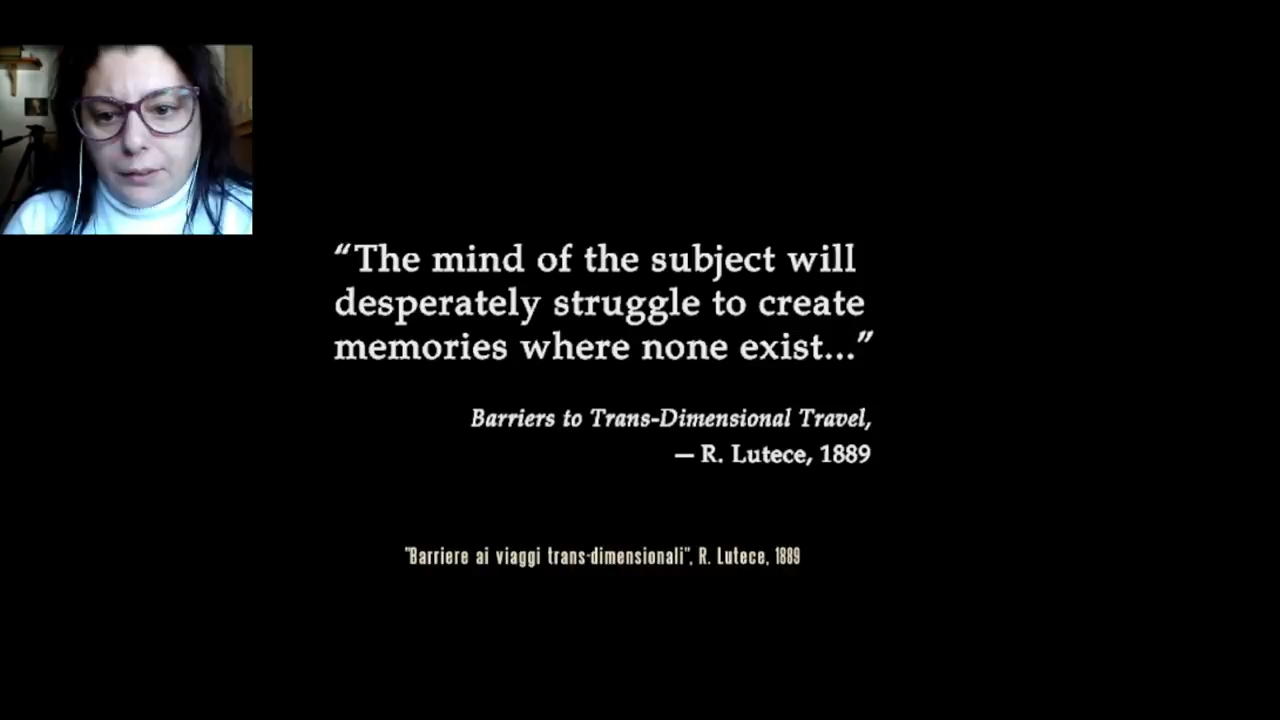 “The mind of the subject will
desperately struggle to create
memories where none exist...”
Barriers to Trans-Dimensional Travel,
— R. Lutece, 1889
"Barriere ai viaggi trans-dimensionali", R. Lutece, 1889